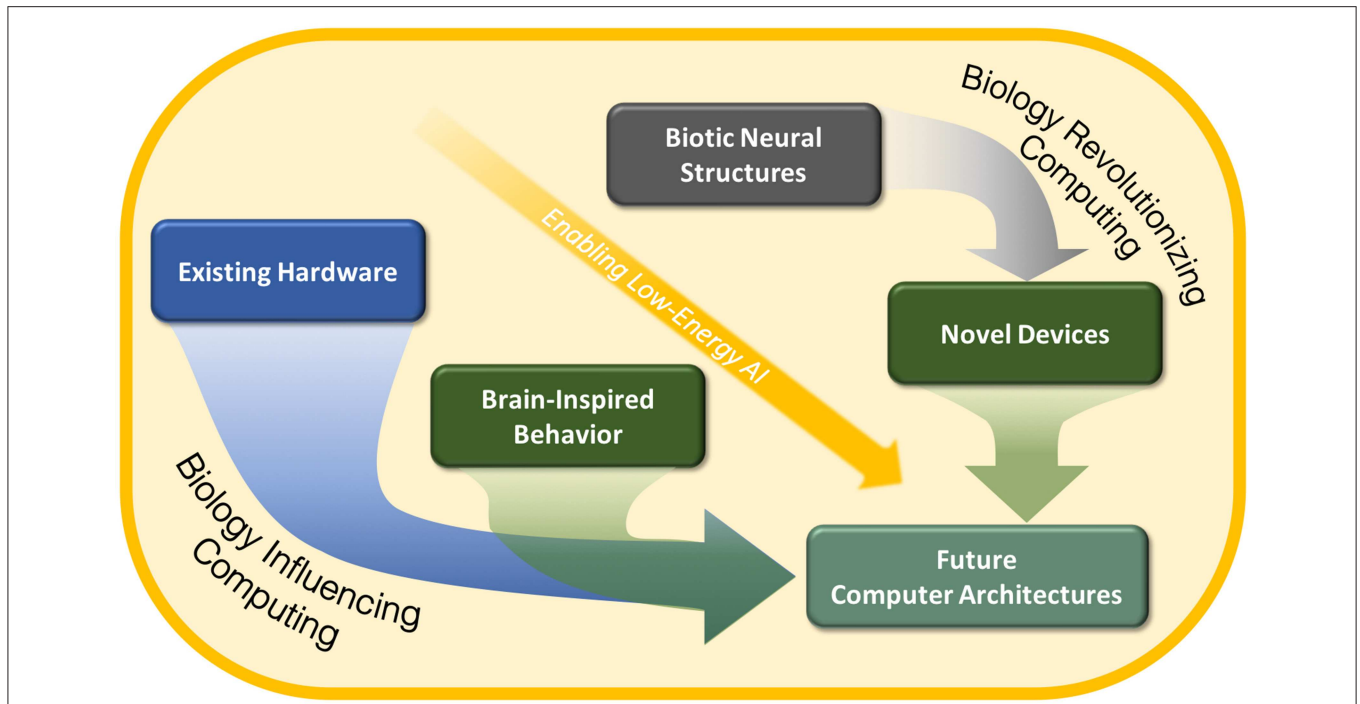 Biology Revolutionizing
Computing
Biotic Neural
Structures
Enabling Low-Energy AI
Existing Hardware
Novel Devices
Brain-Inspired
Behavior
Biology Influencing
Computing
Future
Computer Architectures